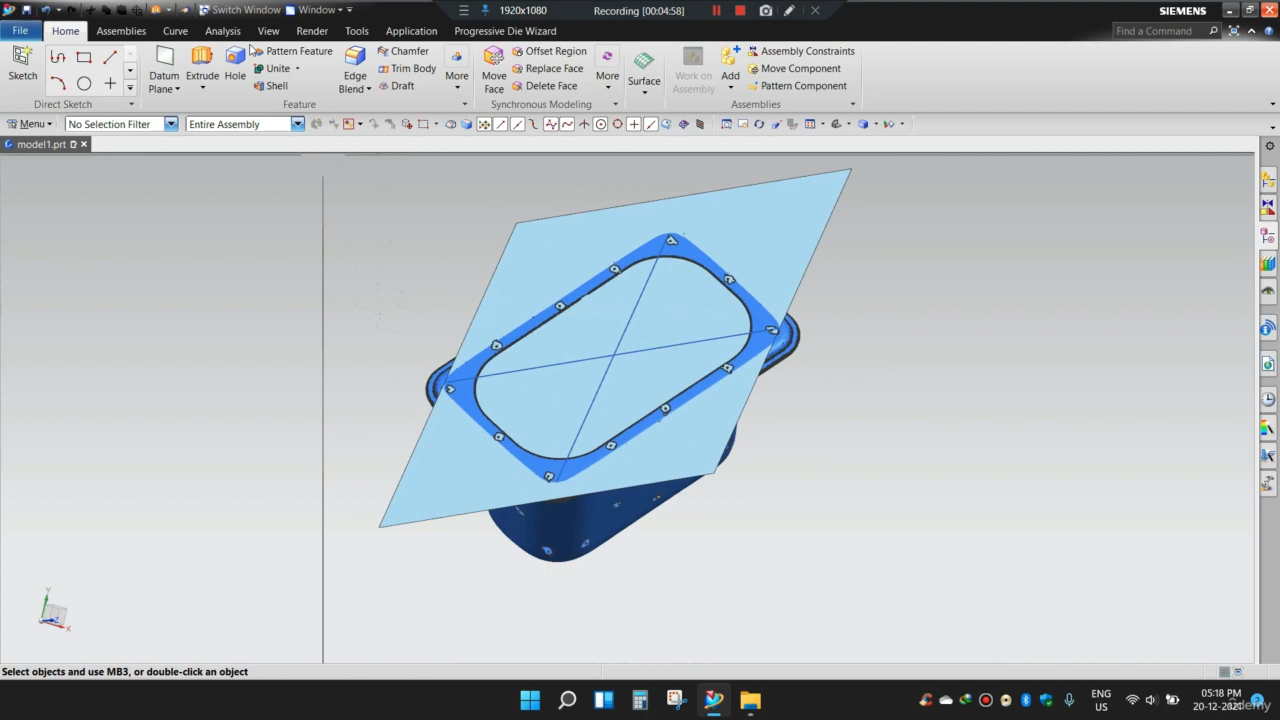 Switch Window
Window
1920x1080
Recording [00:04:58]
SIEMENS
File
Home
Assemblies
Curve
Analysis
View
Render
Tools
Application
Progressive Die Wizard
Find a Command
Sketch
Datum
Plane
Extrude
Hole
Pattern Feature
Unite
Shell
Edge
Blend
Chamfer
Trim Body
Draft
More
Move
Face
Offset Region
Replace Face
Delete Face
More
Surface
Work on
Assembly
Add
Assembly Constraints
Move Component
Pattern Component
Direct Sketch
Feature
Synchronous Modeling
Assemblies
Menu
No Selection Filter
Entire Assembly
model1.prt
Y
Z
X
Select objects and use MB3, or double-click an object
ENG
US
05:18 PM
20-12-2021
Udemy